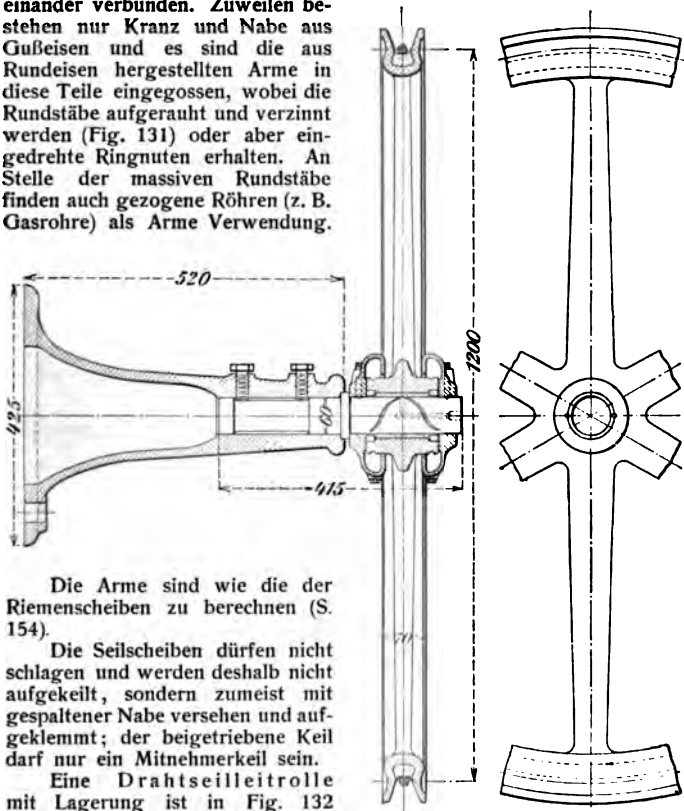 einander verbunden. Zuweilen be-
stehen nur Kranz und Nabe aus
Gußeisen und es sind die aus
Rundeisen hergestellten Arme in
diese Teile eingegossen, wobei die
Rundstäbe aufgerauht und verzinnt
werden (Fig. 131) oder aber ein-
gedrehte Ringnuten erhalten. An
Stelle der massiven Rundstäbe
finden auch gezogene Röhren (z. B.
Gasrohre) als Arme Verwendung.
520
425
60
415
1200
70
Die Arme sind wie die der
Riemenscheiben zu berechnen (S.
154).
Die Seilscheiben dürfen nicht
schlagen und werden deshalb nicht
aufgekeilt, sondern zumeist mit
gespaltener Nabe versehen und auf-
geklemmt; der beigetriebene Keil
darf nur ein Mitnehmerkeil sein.
Eine Drahtseilleitrolle
mit Lagerung ist in Fig. 132